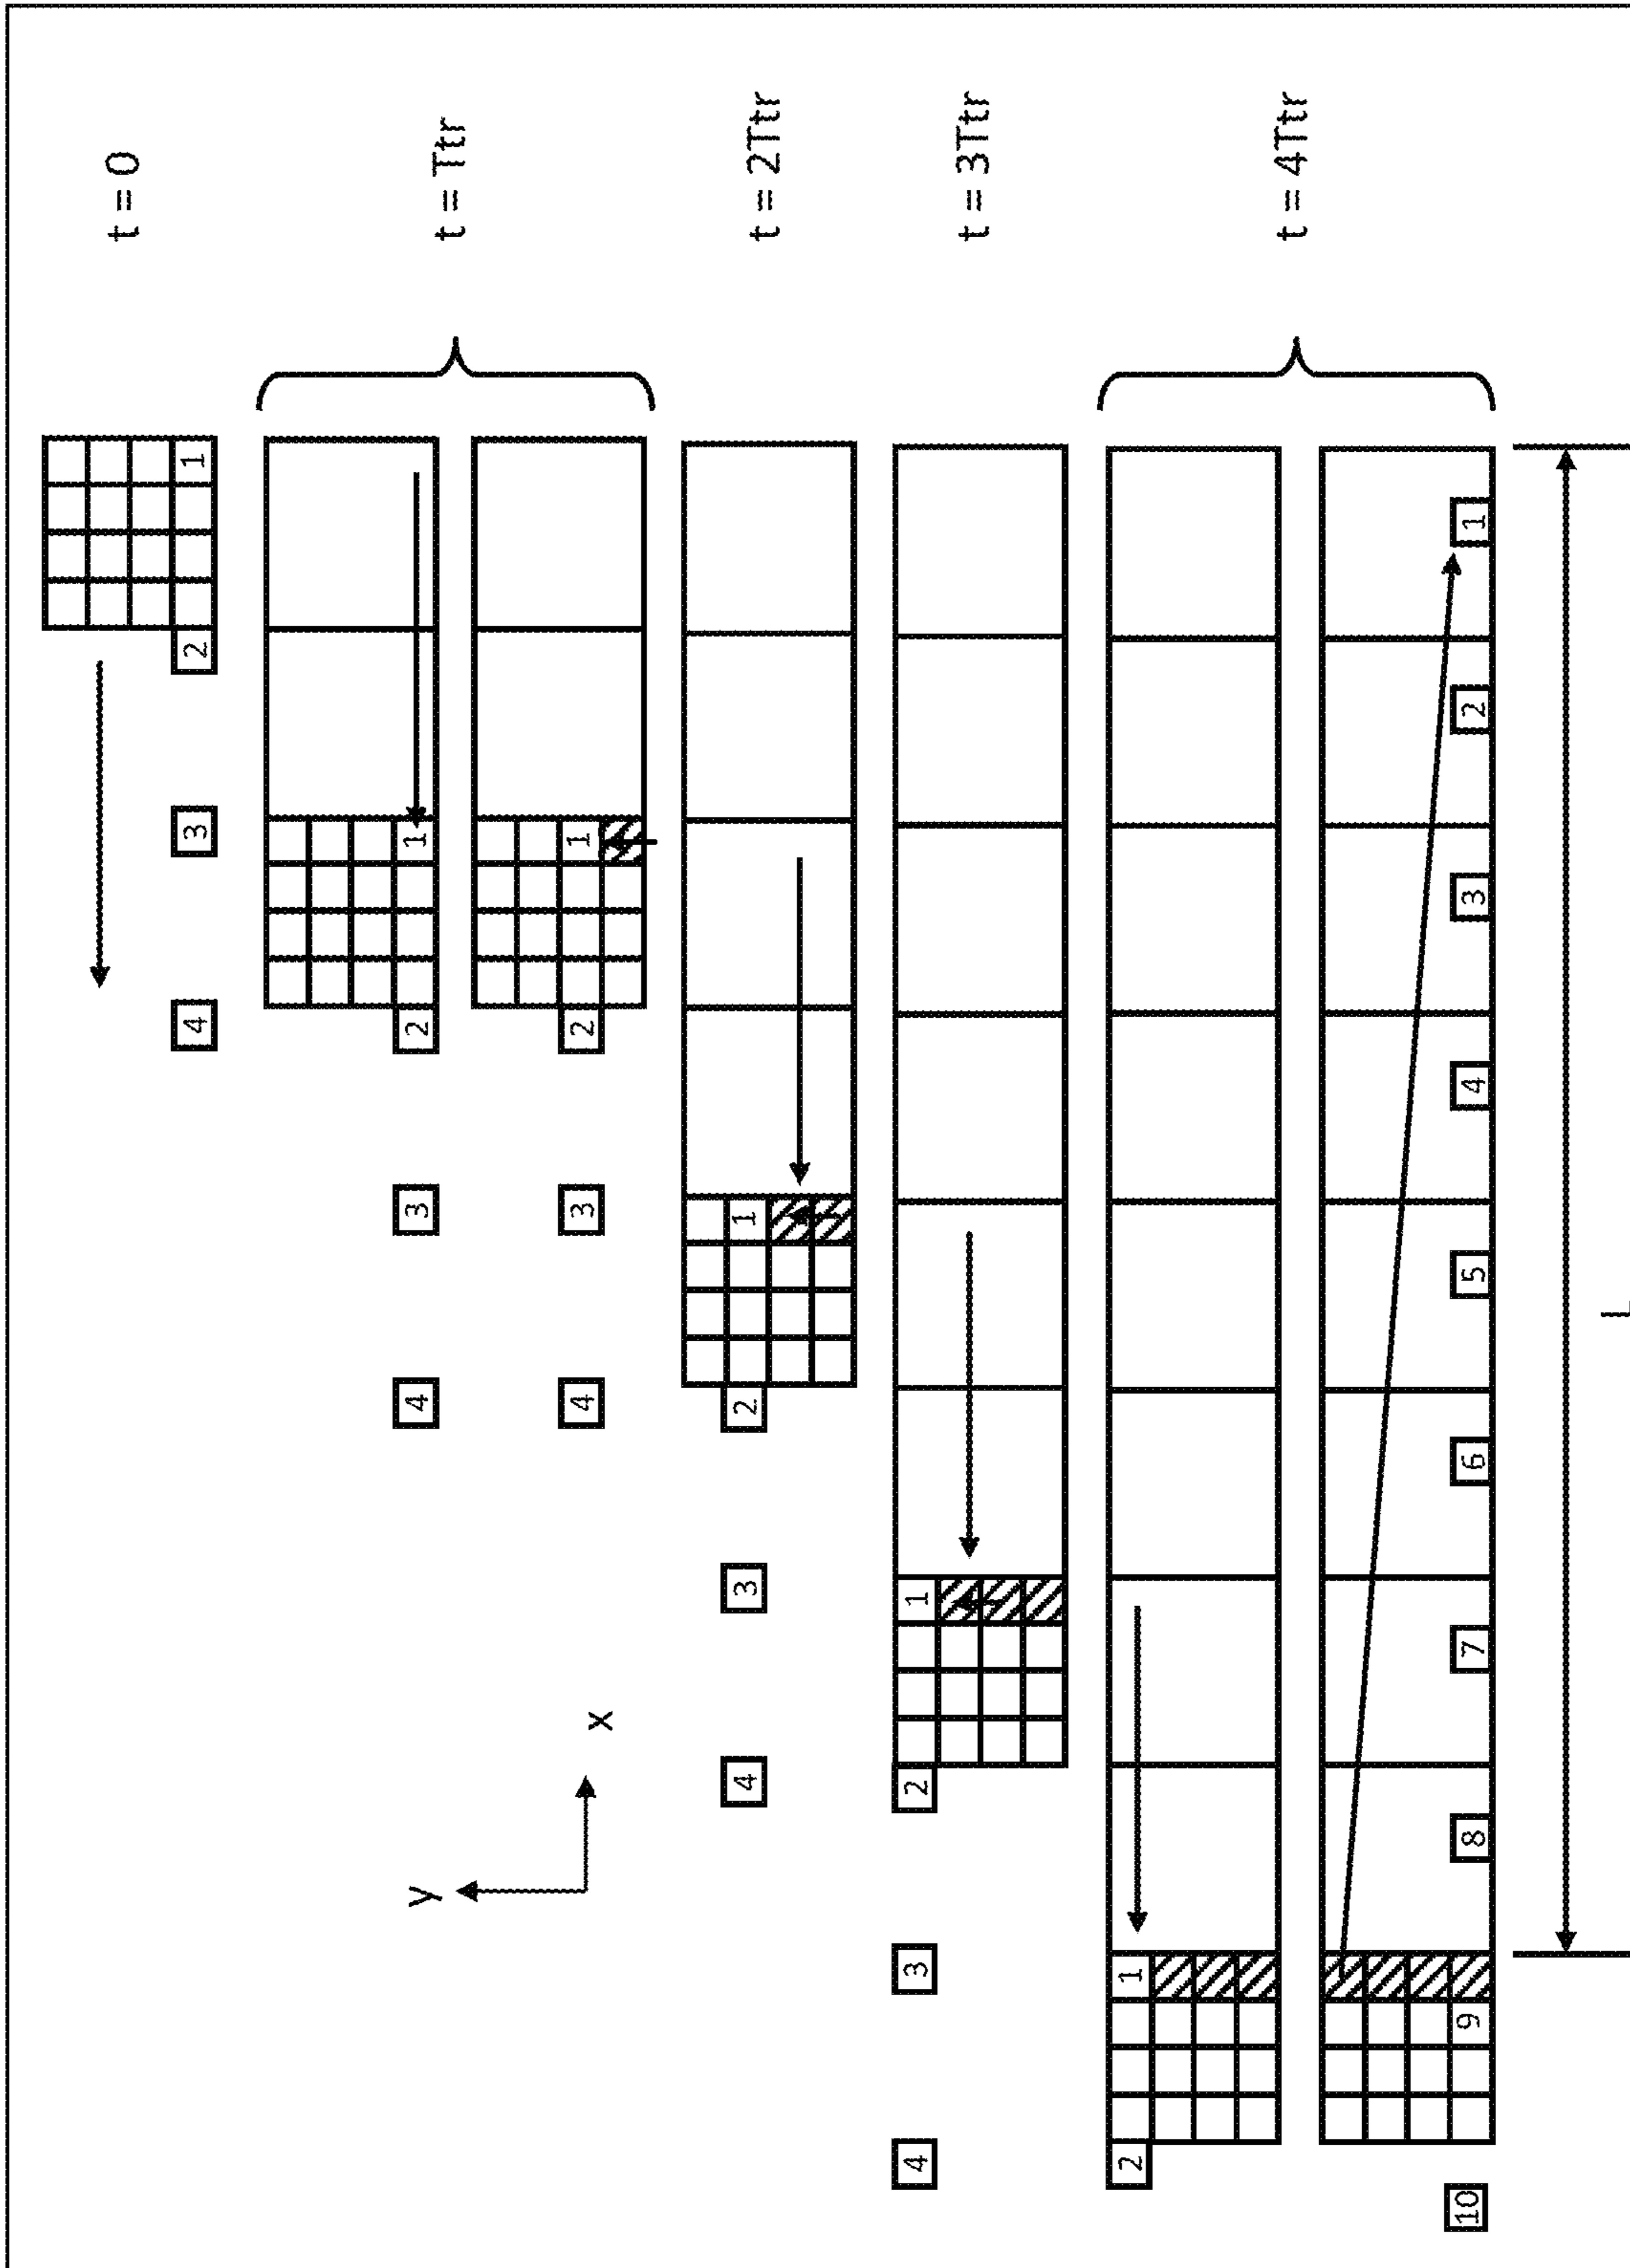 t = 0
4 3 2 1
y
4 3 2 1
t = Ttr
4 3 2 1
x
4 3 2 1
t = 2Ttr
4 3 2 1
t = 3Ttr
2 1
t = 4Ttr
10 9 8 7 6 5 4 3 2 1
L